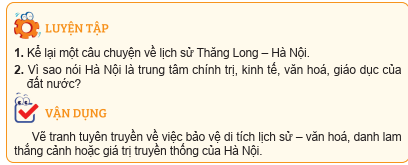 LUYỆN TẬP
1. Kể lại một câu chuyện về lịch sử Thăng Long – Hà Nội.
2. Vì sao nói Hà Nội là trung tâm chính trị, kinh tế, văn hoá, giáo dục của
đất nước?
VẬN DỤNG
Vẽ tranh tuyên truyền về việc bảo vệ di tích lịch sử – văn hoá, danh lam
thắng cảnh hoặc giá trị truyền thống của Hà Nội.